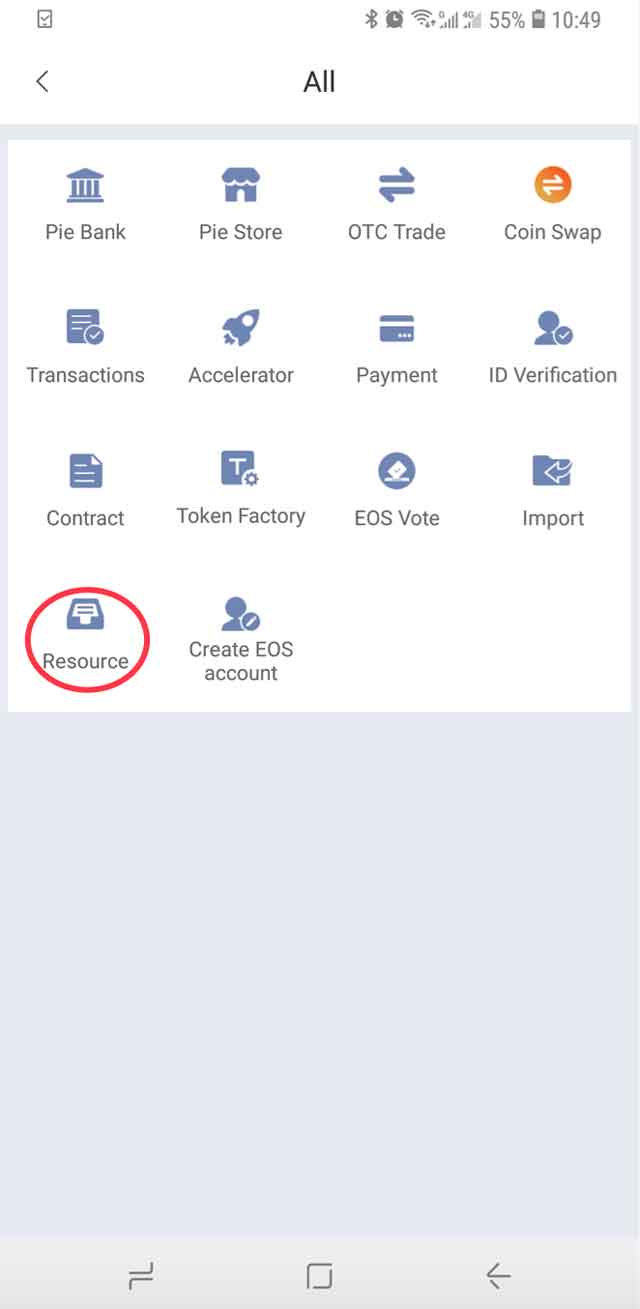 55% 10:49
All
Pie Bank
Pie Store
OTC Trade
Coin Swap
Transactions
Accelerator
Payment
ID Verification
Contract
Token Factory
EOS Vote
Import
Resource
Create EOS
account